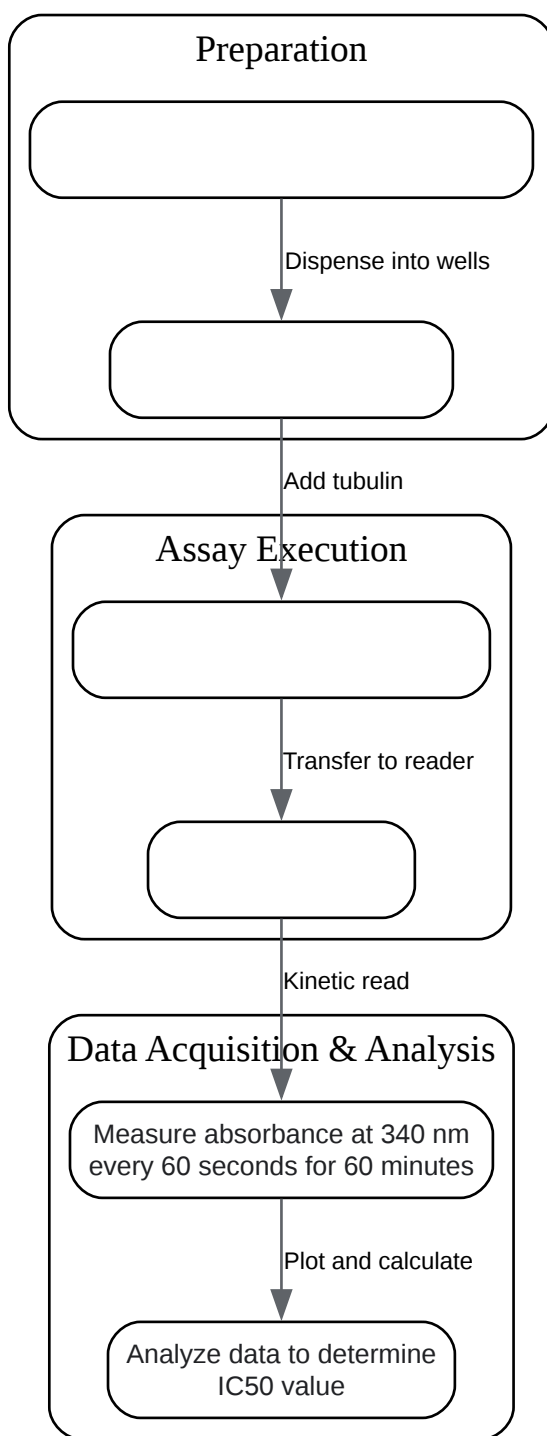 Preparation
Dispense into wells
Add tubulin
Assay Execution
Transfer to reader
Kinetic read
Data Acquisition & Analysis
Measure absorbance at 340 nm
every 60 seconds for 60 minutes
Plot and calculate
Analyze data to determine
IC50 value